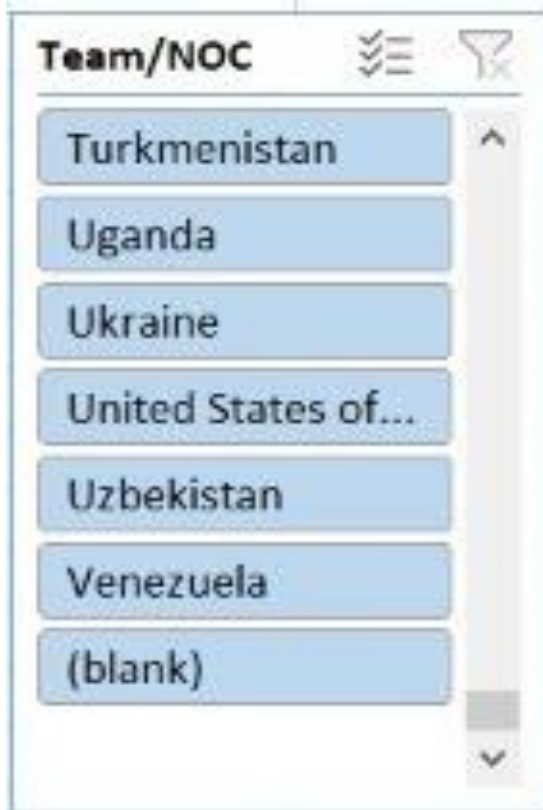 Team/NOC
Turkmenistan
Uganda
Ukraine
United States of...
Uzbekistan
Venezuela
(blank)